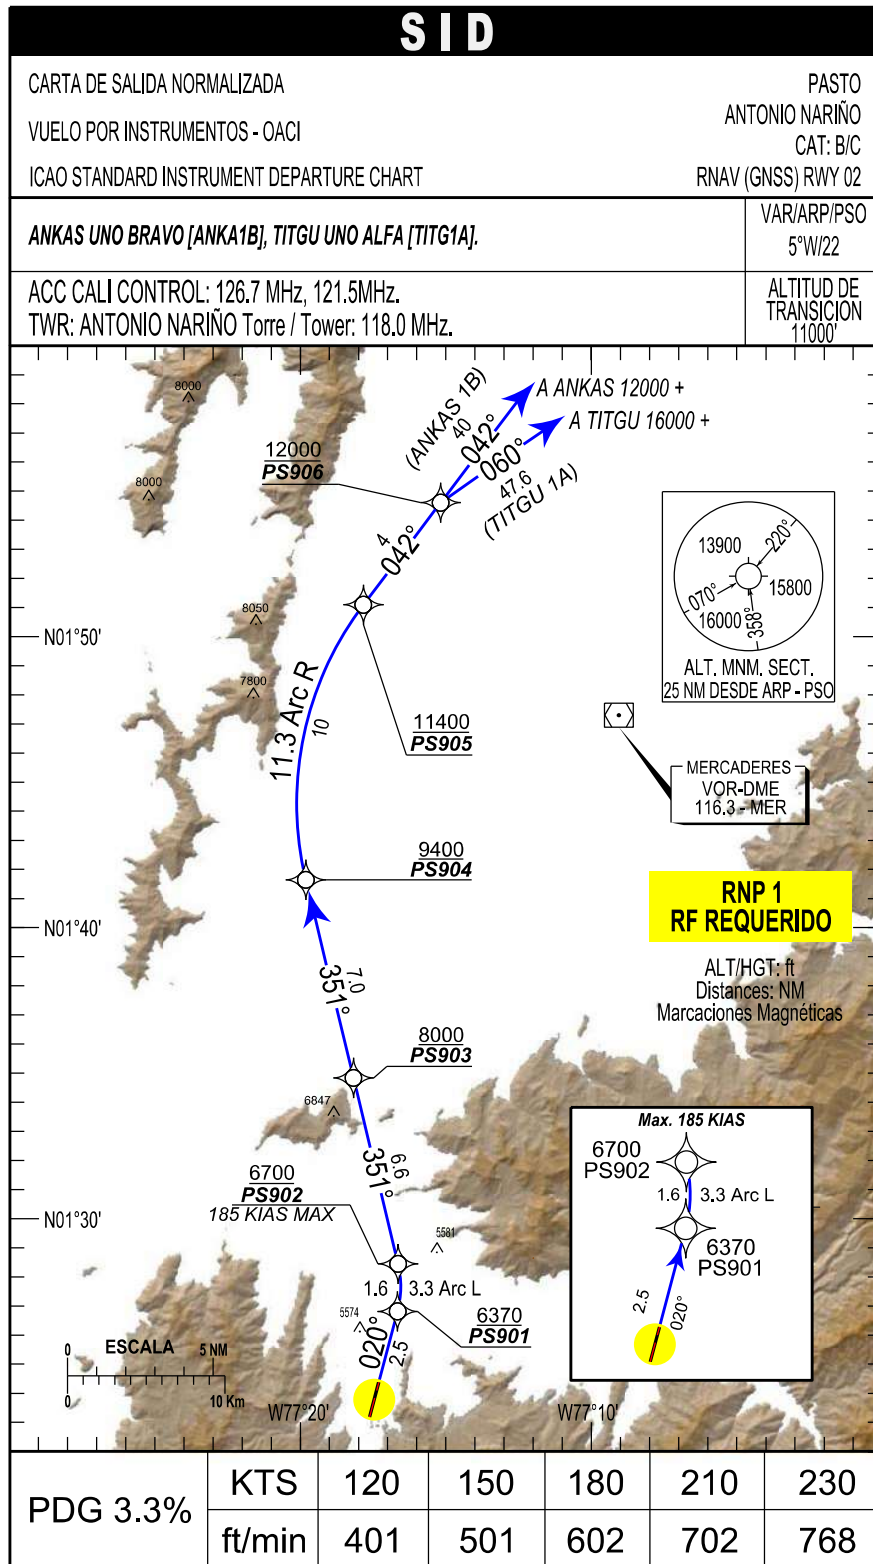 SID
CARTA DE SALIDA NORMALIZADA
VUELO POR INSTRUMENTOS - OACI
ICAO STANDARD INSTRUMENT DEPARTURE CHART
PASTO
ANTONIO NARIÑO
CAT: B/C
RNAV (GNSS) RWY 02
ANKAS UNO BRAVO [ANKA1B], TITGU UNO ALFA [TITG1A].
VAR/ARP/PSO
5°W/22
ACC CALI CONTROL: 126.7 MHz, 121.5MHz.
TWR: ANTONIO NARIÑO Torre / Tower: 118.0 MHz.
ALTITUD DE
TRANSICIÓN
11000'
8000
8000
(ANKAS 1B)
40
042°
A ANKAS 12000 +
A TITGU 16000 +
060°
47.6
(TITGU 1A)
12000
PS906
4
042°
13900
220°
15800
070°
16000
358°
ALT. MNM. SECT.
25 NM DESDE ARP - PSO
8050
N01°50'
7800
11.3 Arc R
10
11400
PS905
MERCADERES
VOR-DME
116.3 - MER
9400
PS904
RNP 1
RF REQUERIDO
N01°40'
ALT/HGT: ft
Distances: NM
Marcaciones Magnéticas
7.0
351°
8000
PS903
6847
6.6
351°
6700
PS902
185 KIAS MAX
N01°30'
5581
1.6
3.3 Arc L
5574
6370
PS901
020°
2.5
Max. 185 KIAS
6700
PS902
1.6
3.3 Arc L
6370
PS901
2.5
020°
ESCALA
0
5 NM
0
10 Km
W77°20'
W77°10'
PDG 3.3%
KTS 120 150 180 210 230
ft/min 401 501 602 702 768